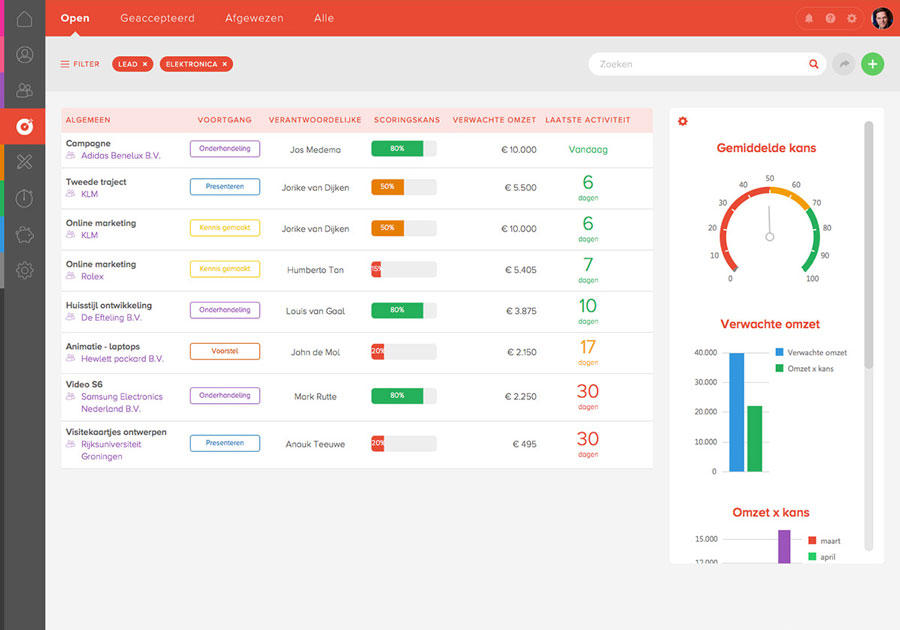 Open Geaccepteerd Afgewezen Alle
FILTER LEAD × ELEKTRONICA × Zoeken
ALGEMEEN VOORTGANG VERANTWOORDELIJKE SCORINGSKANS VERWACHTE OMZET LAATSTE ACTIVITEIT
Campagne
Adidas Benelux B.V. Onderhandeling Jos Medema 80% € 10.000 Vandaag
Tweede traject
KLM Presenteren Jorike van Dijken 50% € 5.500 6
dagen
Online marketing
KLM Kennis gemaakt Jorike van Dijken 50% € 10.000 6
dagen
Online marketing
Rolex Kennis gemaakt Humberto Tan 15% € 5.405 7
dagen
Huisstijl ontwikkeling
De Efteling B.V. Onderhandeling Louis van Gaal 80% € 3.875 10
dagen
Animatie - laptops
Hewlett packard B.V. Voorstel John de Mol 20% € 2.150 17
dagen
Video S6
Samsung Electronics
Nederland B.V. Onderhandeling Mark Rutte 80% € 2.250 30
dagen
Visitekaartjes ontwerpen
Rijksuniversiteit
Groningen Presenteren Anouk Teeuwe 20% € 495 30
dagen
Gemiddelde kans
0 10 20 30 40 50 60 70 80 90 100
Verwachte omzet
40.000
30.000
20.000
10.000
0
Verwachte omzet
Omzet x kans
Omzet x kans
15.000
12.000
maart
april